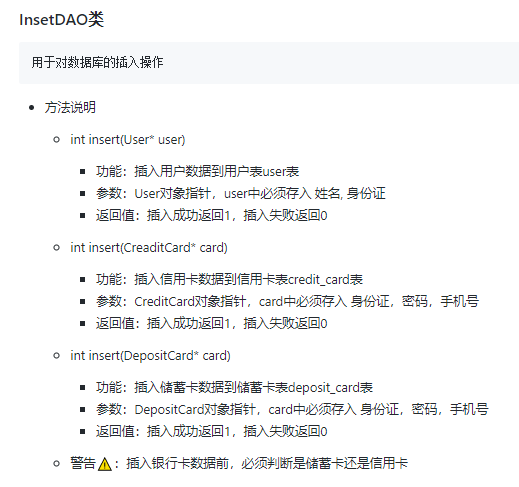 InsetDAO类
用于对数据库的插入操作
方法说明
int insert(User* user)
功能：插入用户数据到用户表user表
参数：User对象指针，user中必须存入 姓名, 身份证
返回值：插入成功返回1，插入失败返回0
int insert(CreaditCard* card)
功能：插入信用卡数据到信用卡表credit_card表
参数：CreditCard对象指针，card中必须存入 身份证，密码，手机号
返回值：插入成功返回1，插入失败返回0
int insert(DepositCard* card)
功能：插入储蓄卡数据到储蓄卡表deposit_card表
参数：DepositCard对象指针，card中必须存入 身份证，密码，手机号
返回值：插入成功返回1，插入失败返回0
警告⚠：插入银行卡数据前，必须判断是储蓄卡还是信用卡